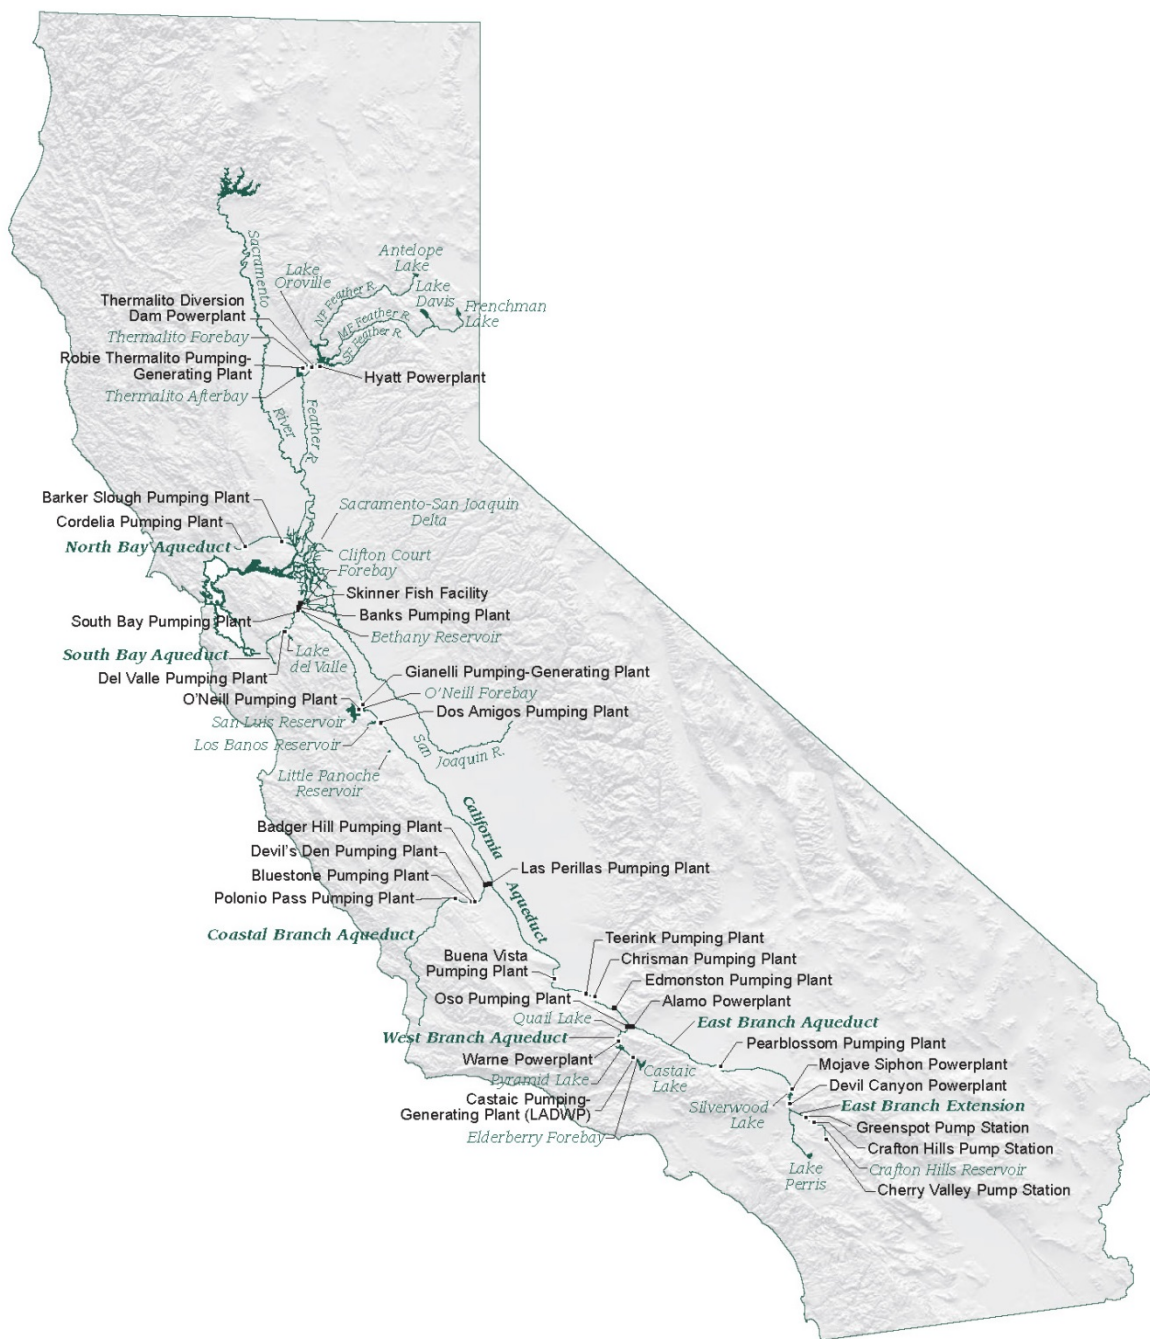 Antelope
Lake
Lake
Oroville
Sacramento
NF Feather R.
Lake
Davis
Frenchman
Lake
Thermalito Diversion
Dam Powerplant
MF Feather R.
SF Feather R.
Thermalito Forebay
Robie Thermalito Pumping-
Generating Plant
Hyatt Powerplant
Thermalito Afterbay
River
Feather R.
Barker Slough Pumping Plant
Sacramento-San Joaquin
Delta
Cordelia Pumping Plant
North Bay Aqueduct
Clifton Court
Forebay
Skinner Fish Facility
South Bay Pumping Plant
Banks Pumping Plant
Bethany Reservoir
South Bay Aqueduct
Lake
del Valle
Del Valle Pumping Plant
Gianelli Pumping-Generating Plant
O'Neill Pumping Plant
O'Neill Forebay
San Luis Reservoir
Dos Amigos Pumping Plant
Los Banos Reservoir
San
Joaquin R.
Little Panoche
Reservoir
California
Aqueduct
Badger Hill Pumping Plant
Devil's Den Pumping Plant
Las Perillas Pumping Plant
Bluestone Pumping Plant
Polonio Pass Pumping Plant
Coastal Branch Aqueduct
Teerink Pumping Plant
Buena Vista
Pumping Plant
Chrisman Pumping Plant
Edmonston Pumping Plant
Oso Pumping Plant
Alamo Powerplant
Quail Lake
East Branch Aqueduct
West Branch Aqueduct
Pearblossom Pumping Plant
Warne Powerplant
Mojave Siphon Powerplant
Pyramid Lake
Castaic
Lake
Devil Canyon Powerplant
Castaic Pumping-
Generating Plant (LADWP)
Silverwood
Lake
East Branch Extension
Greenspot Pump Station
Elderberry Forebay
Crafton Hills Pump Station
Lake
Perris
Crafton Hills Reservoir
Cherry Valley Pump Station